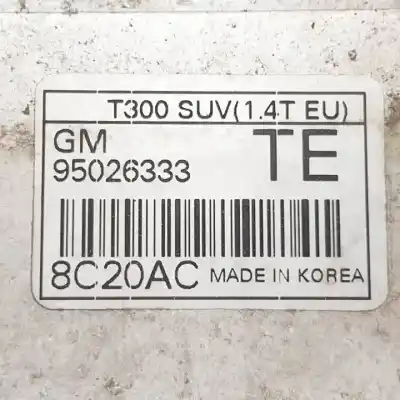 T300 SUV(1.4T EU)
GM TE
95026333
8C20AC MADE IN KOREA